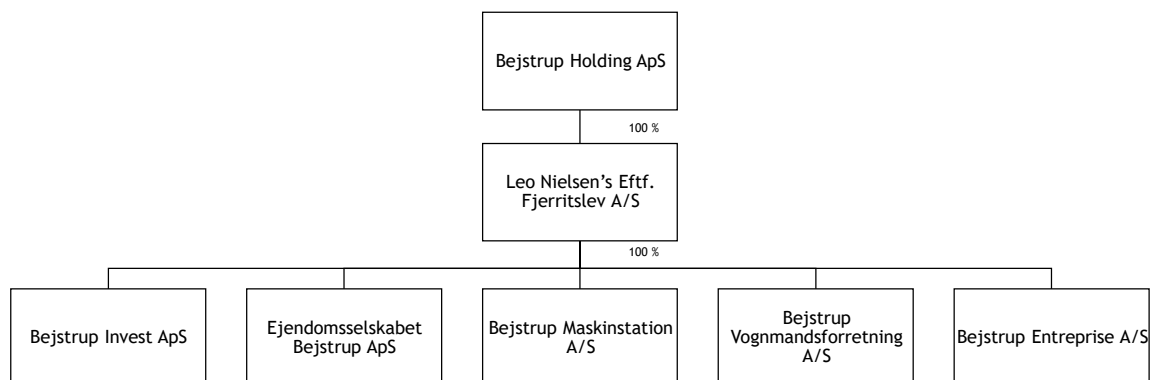 Bejstrup Holding ApS
100 %
Leo Nielsen’s Eftf.
Fjerritslev A/S
100 %
Bejstrup Invest ApS
Ejendomsselskabet
Bejstrup ApS
Bejstrup Maskinstation
A/S
Bejstrup
Vognmandsforretning
A/S
Bejstrup Entreprise A/S